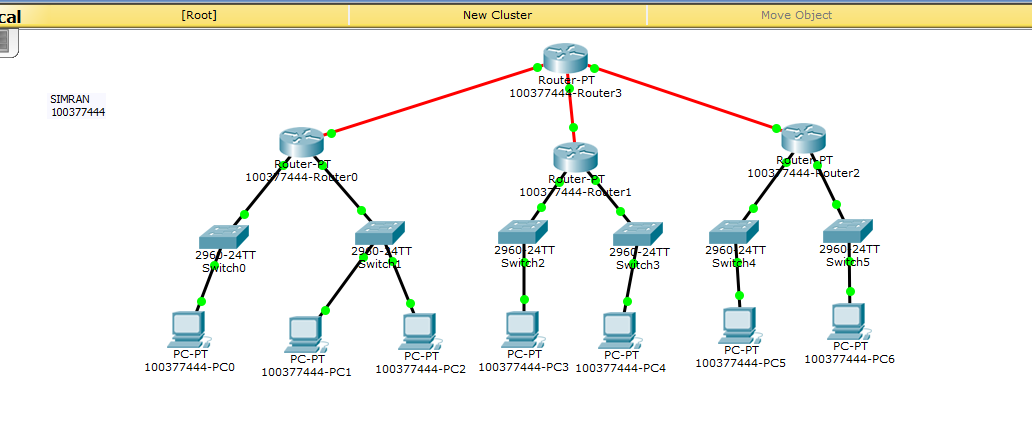 cal
[Root]
New Cluster
Move Object
SIMRAN
100377444
Router-PT
100377444-Router3
Router-PT
100377444-Router0
Router-PT
100377444-Router1
Router-PT
100377444-Router2
2960-24TT
Switch0
2960-24TT
Switch1
2960-24TT
Switch2
2960-24TT
Switch3
2960-24TT
Switch4
2960-24TT
Switch5
PC-PT
100377444-PC0
PC-PT
100377444-PC1
PC-PT
100377444-PC2
PC-PT
100377444-PC3
PC-PT
100377444-PC4
PC-PT
100377444-PC5
PC-PT
100377444-PC6